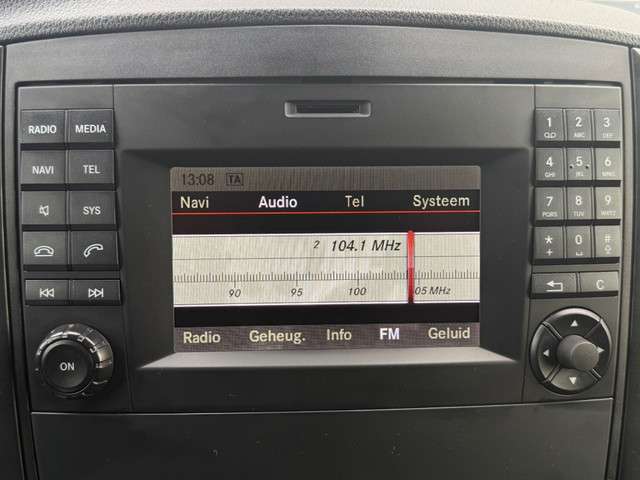 RADIO MEDIA
NAVI TEL
SYS
ON
13:08 TA
Navi Audio Tel Systeem
2 104.1 MHz
90 95 100 05 MHz
Radio Geheug. Info FM Geluid
1 2 ABC 3 DEF
4 GHI 5 JKL 6 MNO
7 PQRS 8 TUV 9 WXYZ
* + 0 #
C